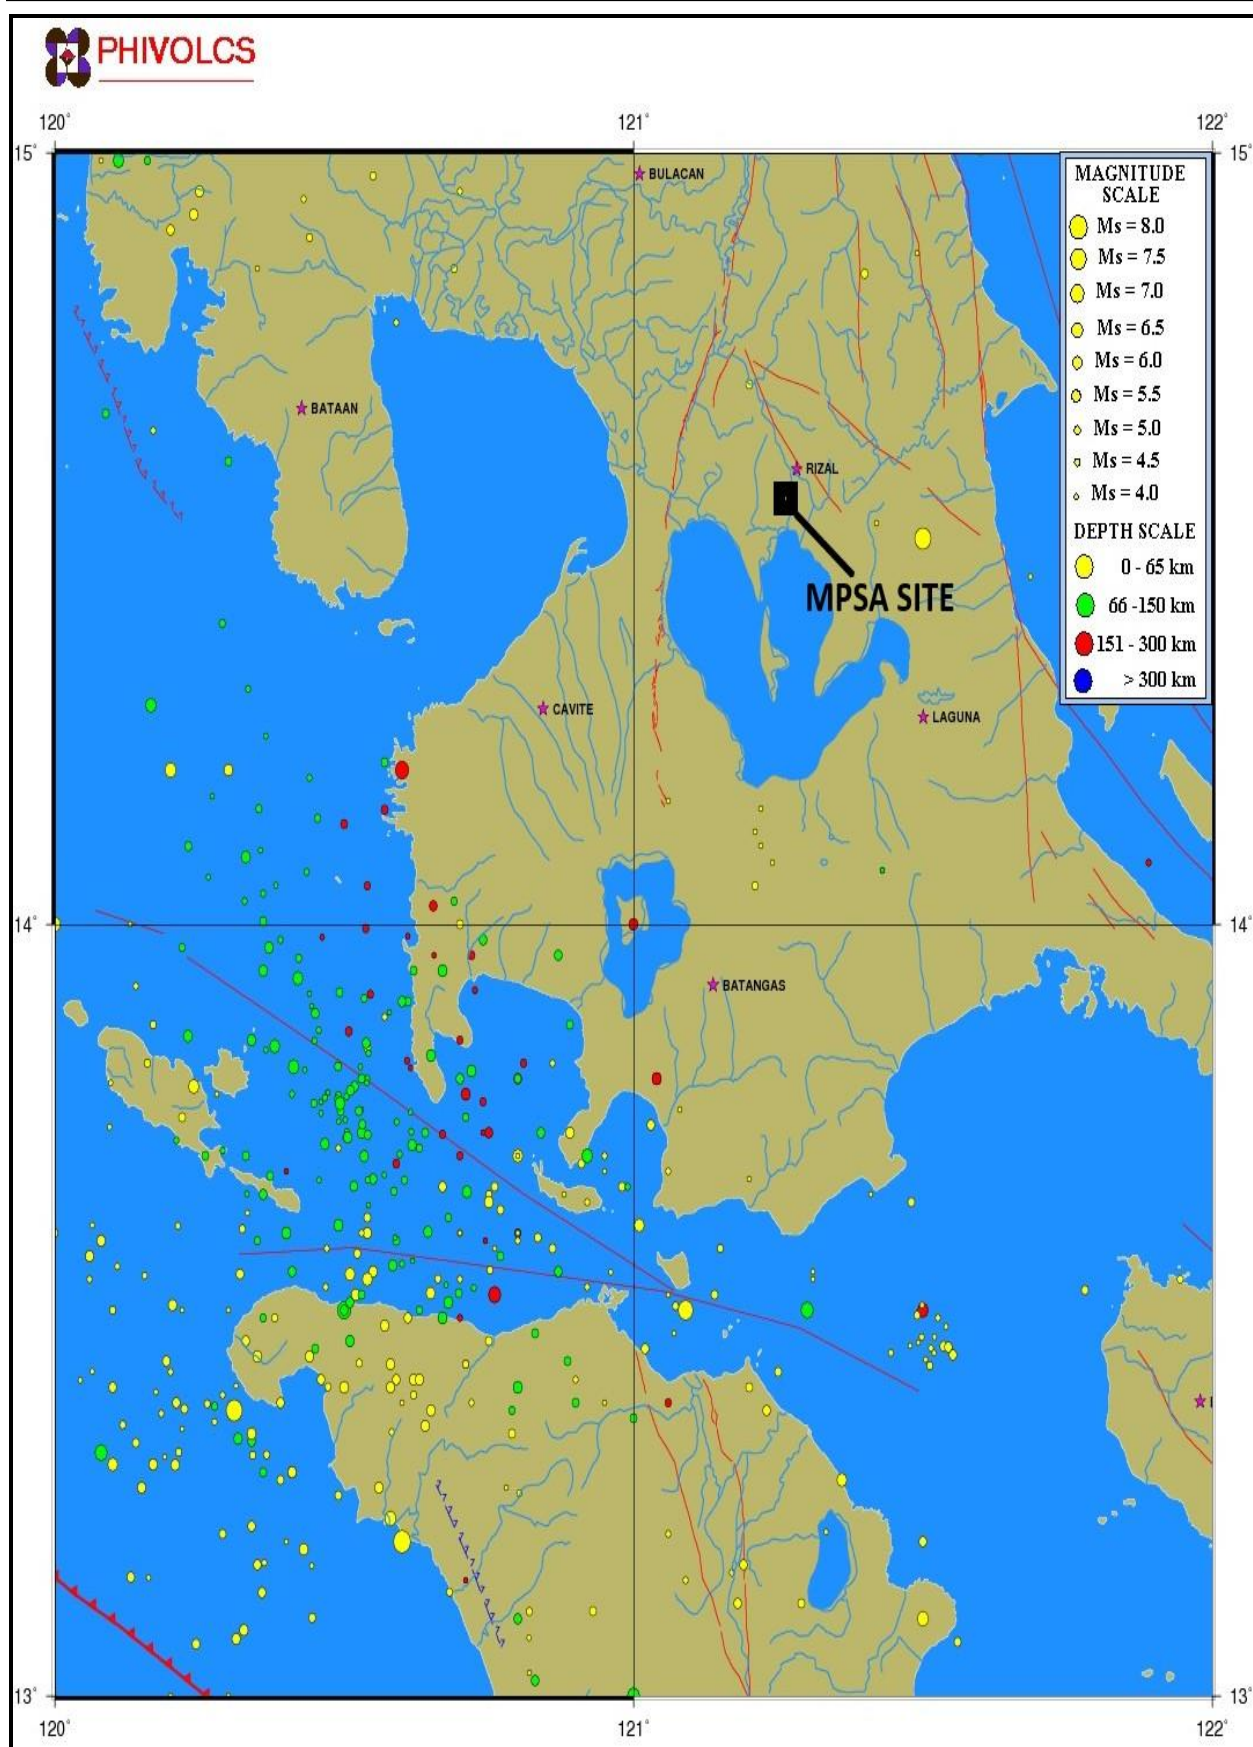 PHIVOLCS
120°
121°
122°
15°
15°
BULACAN
MAGNITUDE
SCALE
Ms = 8.0
Ms = 7.5
Ms = 7.0
Ms = 6.5
Ms = 6.0
Ms = 5.5
Ms = 5.0
Ms = 4.5
Ms = 4.0
DEPTH SCALE
0 - 65 km
66 -150 km
151 - 300 km
> 300 km
BATAAN
RIZAL
MPSA SITE
CAVITE
LAGUNA
14°
14°
BATANGAS
13°
13°
120°
121°
122°